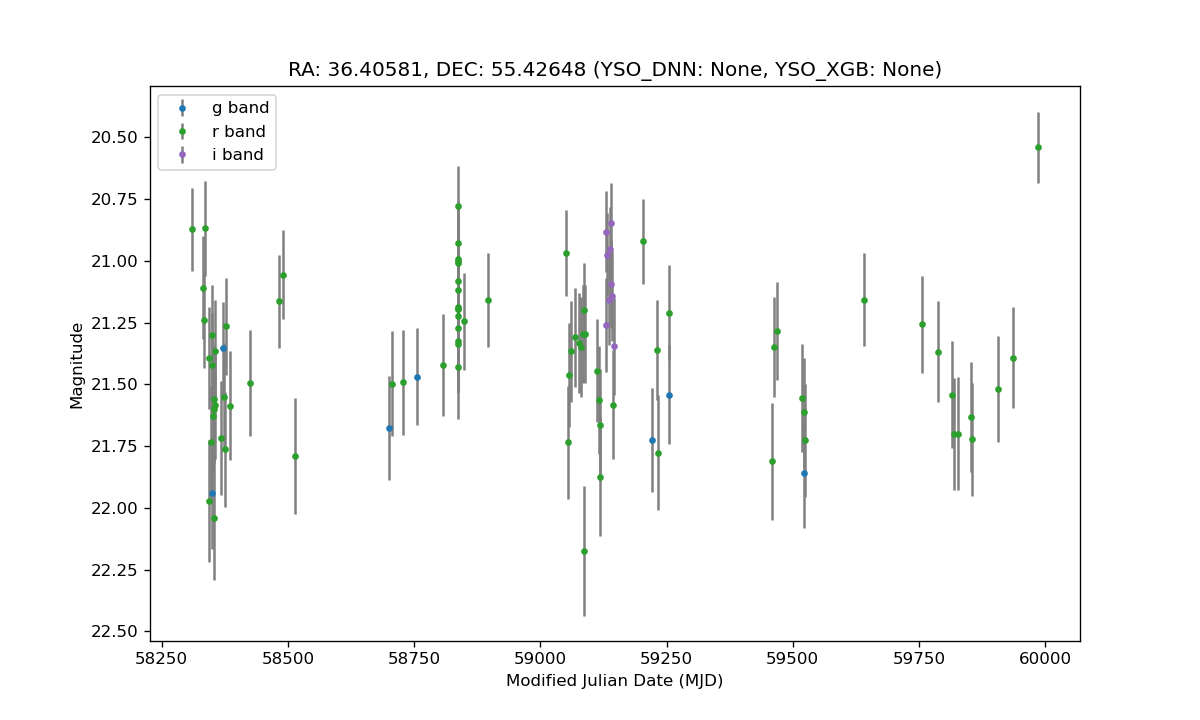 RA: 36.40581, DEC: 55.42648 (YSO_DNN: None, YSO_XGB: None)
g band
r band
i band
20.50
20.75
21.00
21.25
21.50
21.75
22.00
22.25
22.50
Magnitude
58250 58500 58750 59000 59250 59500 59750 60000
Modified Julian Date (MJD)